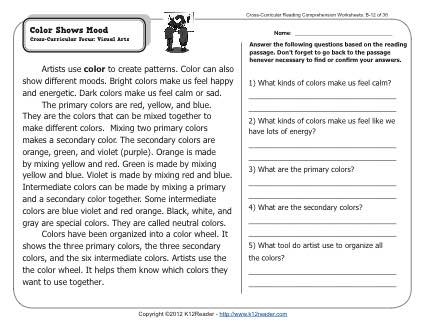 Cross-Curricular Reading Comprehension Worksheets: B-12 of 36
Color Shows Mood
Cross-Curricular Focus: Visual Arts
Name:
Answer the following questions based on the reading
passage. Don't forget to go back to the passage
henever necessary to find or confirm your answers.
Artists use color to create patterns. Color can also
show different moods. Bright colors make us feel happy
and energetic. Dark colors make us feel calm or sad.
The primary colors are red, yellow, and blue.
They are the colors that can be mixed together to
make different colors. Mixing two primary colors
makes a secondary color. The secondary colors are
orange, green, and violet (purple). Orange is made
by mixing yellow and red. Green is made by mixing
yellow and blue. Violet is made by mixing red and blue.
Intermediate colors can be made by mixing a primary
and a secondary color together. Some intermediate
colors are blue violet and red orange. Black, white, and
gray are special colors. They are called neutral colors.
Colors have been organized into a color wheel. It
shows the three primary colors, the three secondary
colors, and the six intermediate colors. Artists use the
the color wheel. It helps them know which colors they
want to use together.
1) What kinds of colors make us feel calm?
2) What kinds of colors make us feel like we
have lots of energy?
3) What are the primary colors?
4) What are the secondary colors?
5) What tool do artist use to organize all
the colors?
Copyright ©2012 K12Reader - http://www.k12reader.com